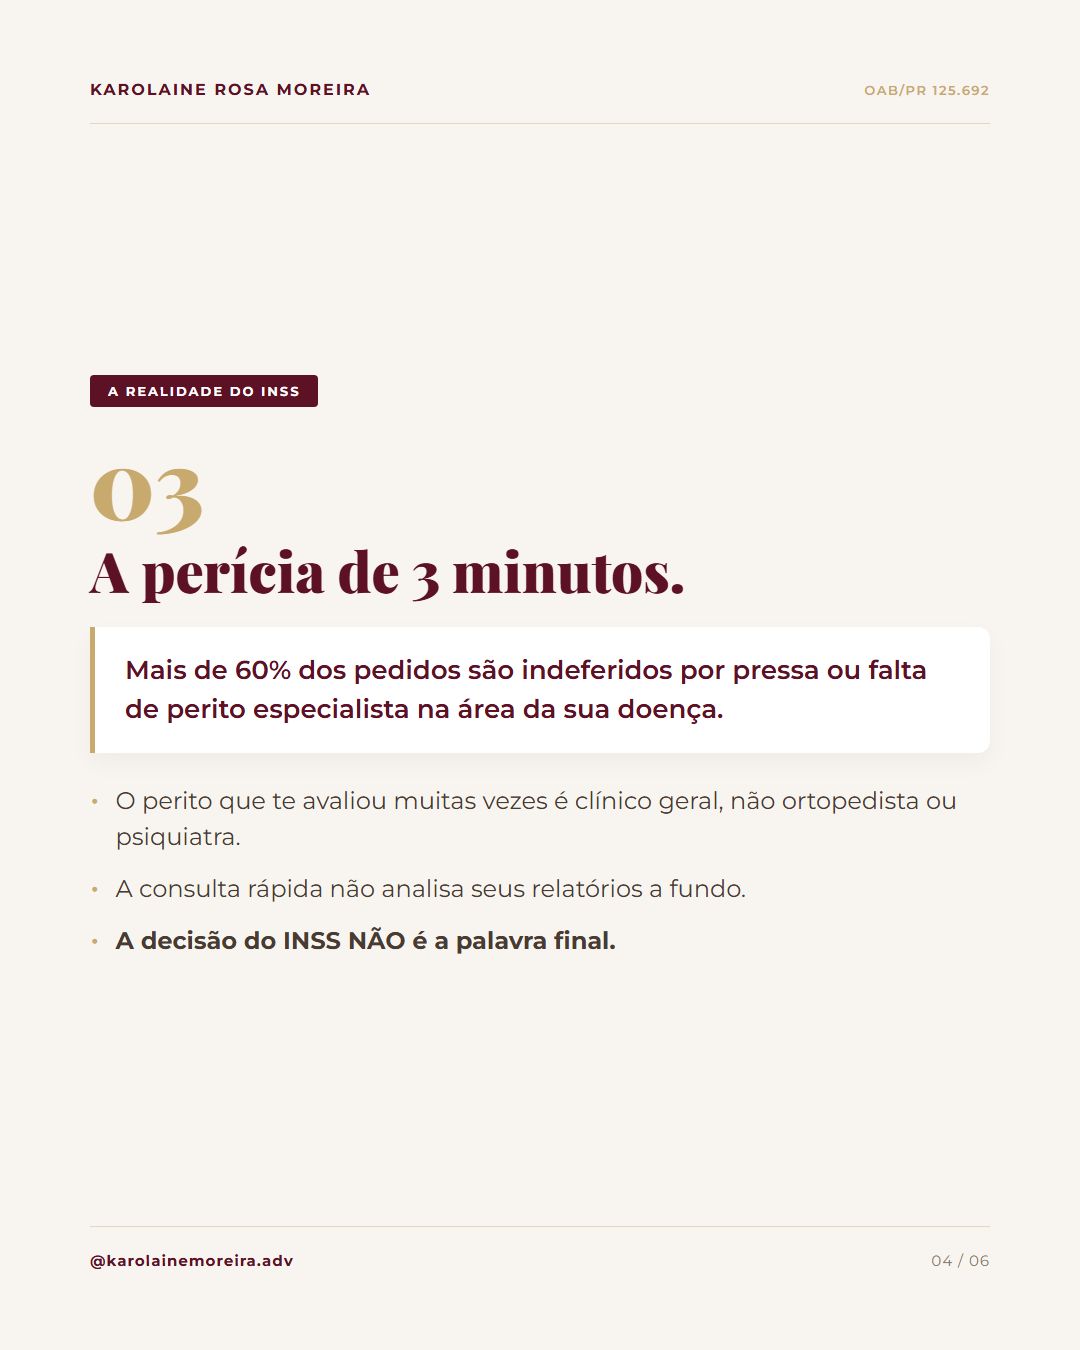 KAROLAINE ROSA MOREIRA
OAB/PR 125.692
A REALIDADE DO INSS
03
A perícia de 3 minutos.
Mais de 60% dos pedidos são indeferidos por pressa ou falta
de perito especialista na área da sua doença.
• O perito que te avaliou muitas vezes é clínico geral, não ortopedista ou
psiquiatra.
• A consulta rápida não analisa seus relatórios a fundo.
• A decisão do INSS NÃO é a palavra final.
@karolainemoreira.adv
04 / 06